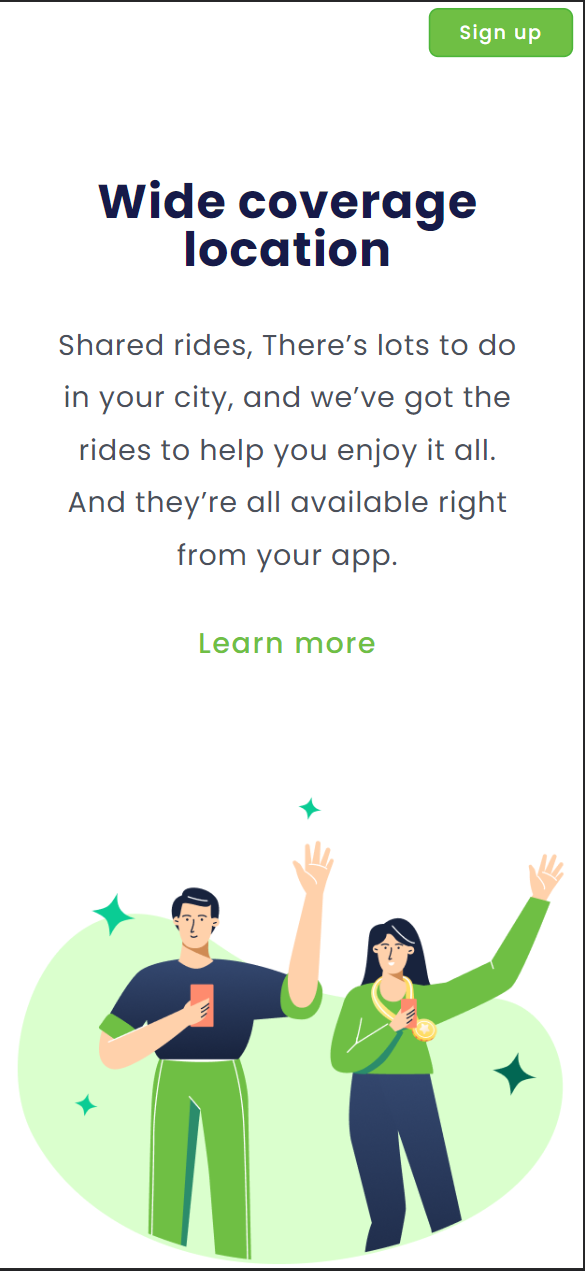 Sign up
Wide coverage
location
Shared rides, There’s lots to do
in your city, and we’ve got the
rides to help you enjoy it all.
And they’re all available right
from your app.
Learn more